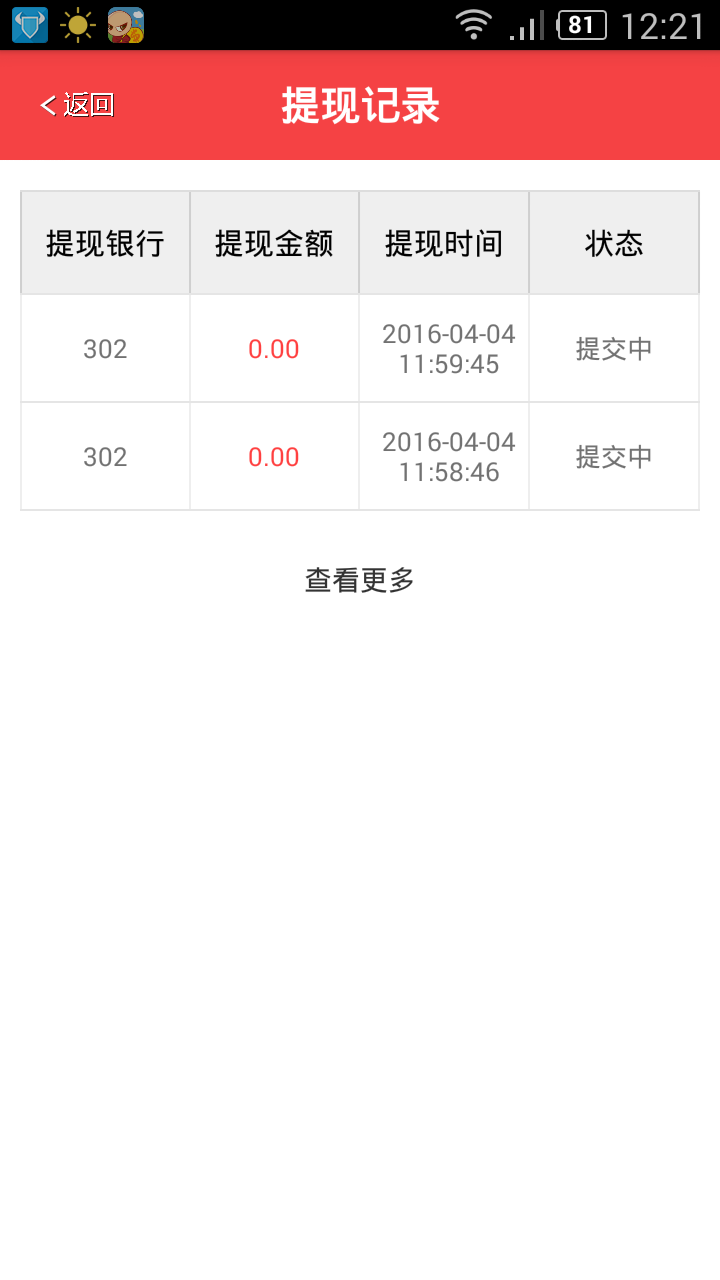 81 12:21
< 返回 提现记录
提现银行 提现金额 提现时间 状态
302 0.00 2016-04-04 11:59:45 提交中
302 0.00 2016-04-04 11:58:46 提交中
查看更多